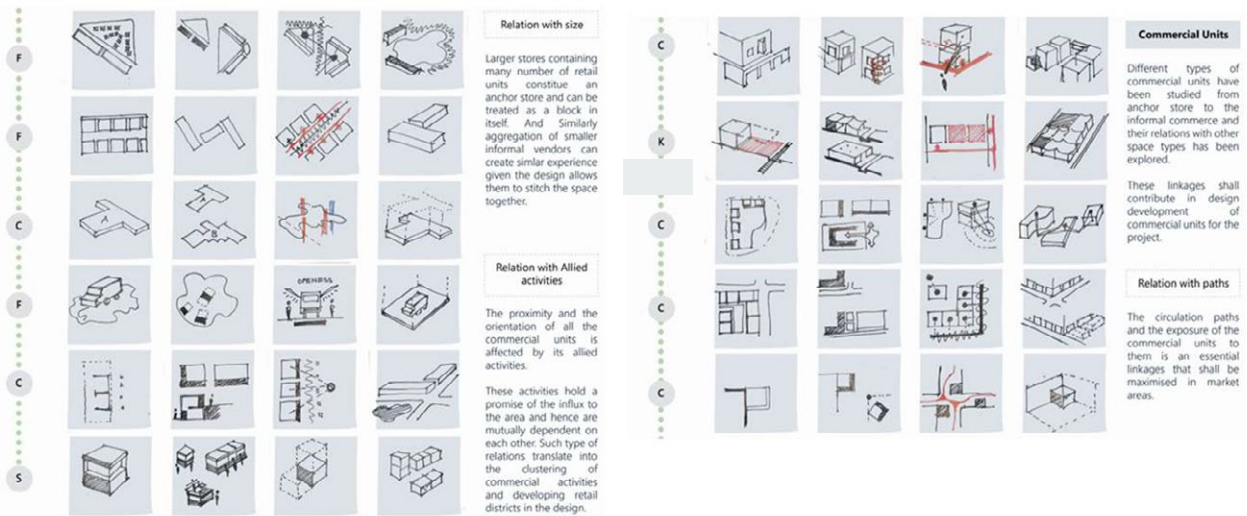 F
F
C
F
C
S
A
A
B
OPENESS
Relation with size
Larger stores containing
many number of retail
units constitue an
anchor store and can be
treated as a block in
itself. And Similarly
aggregation of smaller
informal vendors can
create simlar experience
given the design allows
them to stitch the space
together.
Relation with Allied
activities
The proximity and the
orientation of all the
commercial units is
affected by its allied
activities.
These activities hold a
promise of the influx to
the area and hence are
mutually dependent on
each other. Such type of
relations translate into
the clustering of
commercial activities
and developing retail
districts in the design.
C
K
C
C
C
Commercial Units
Different types of
commercial units have
been studied from
anchor store to the
informal commerce and
their relations with other
space types has been
explored.
These linkages shall
contribute in design
development of
commercial units for the
project.
Relation with paths
The circulation paths
and the exposure of the
commercial units to
them is an essential
linkages that shall be
maximised in market
areas.